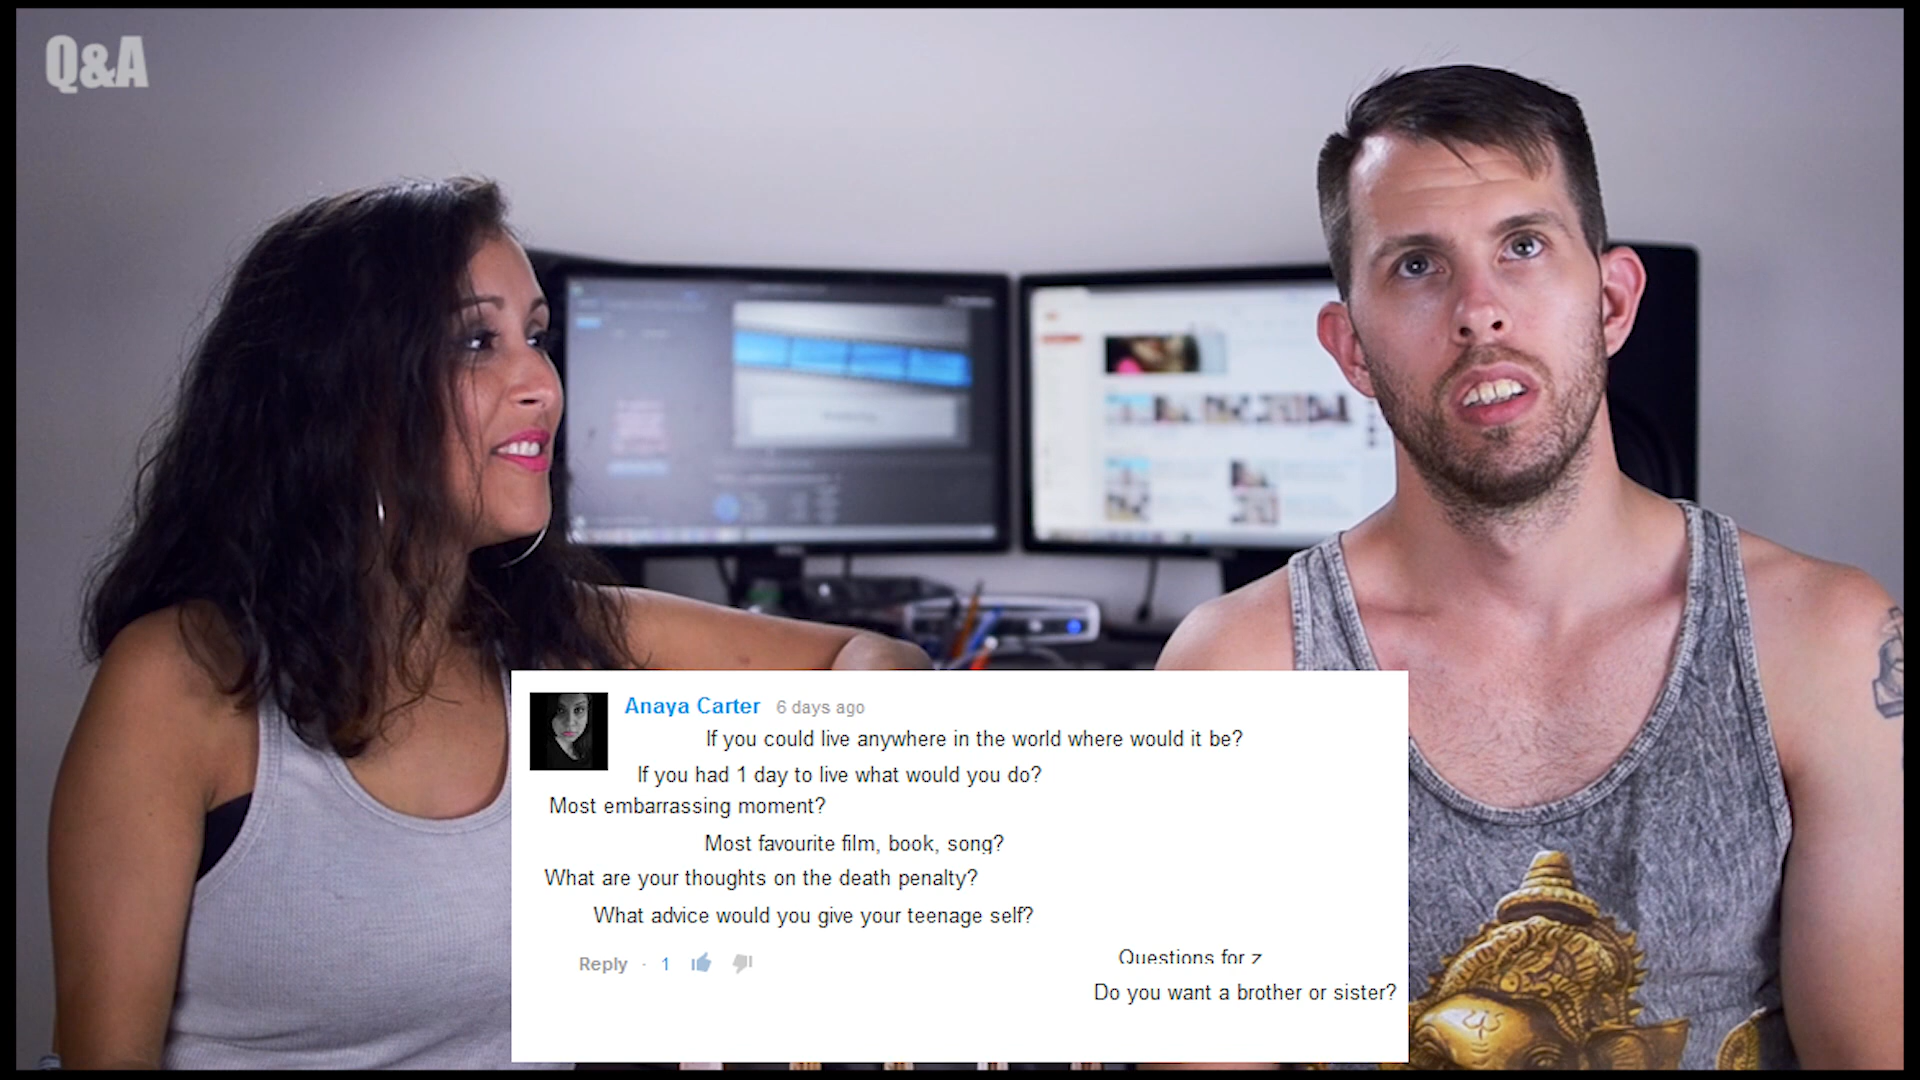 Q&A
Anaya Carter 6 days ago
If you could live anywhere in the world where would it be?
If you had 1 day to live what would you do?
Most embarrassing moment?
Most favourite film, book, song?
What are your thoughts on the death penalty?
What advice would you give your teenage self?
Reply · 1
Questions for z
Do you want a brother or sister?